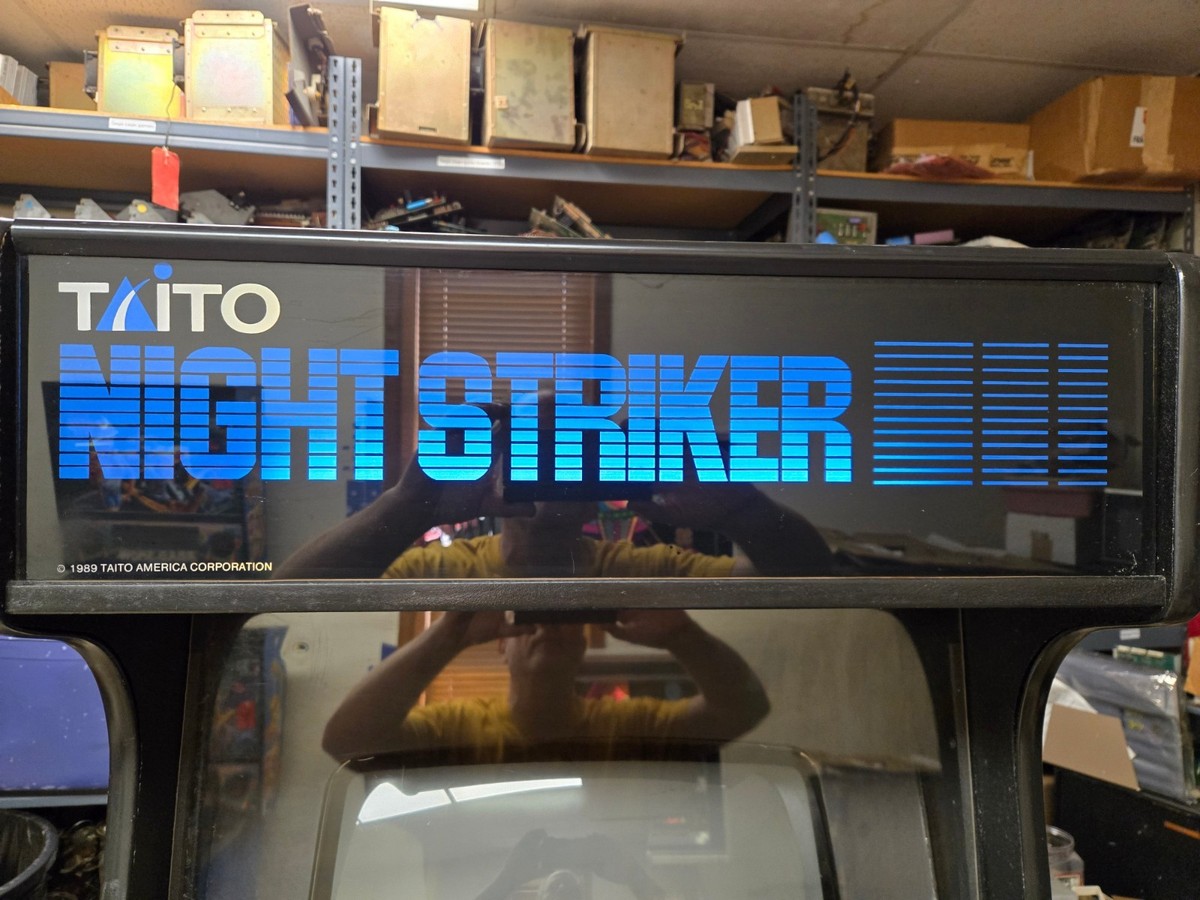 TAITO
NIGHT STRIKER
© 1989 TAITO AMERICA CORPORATION